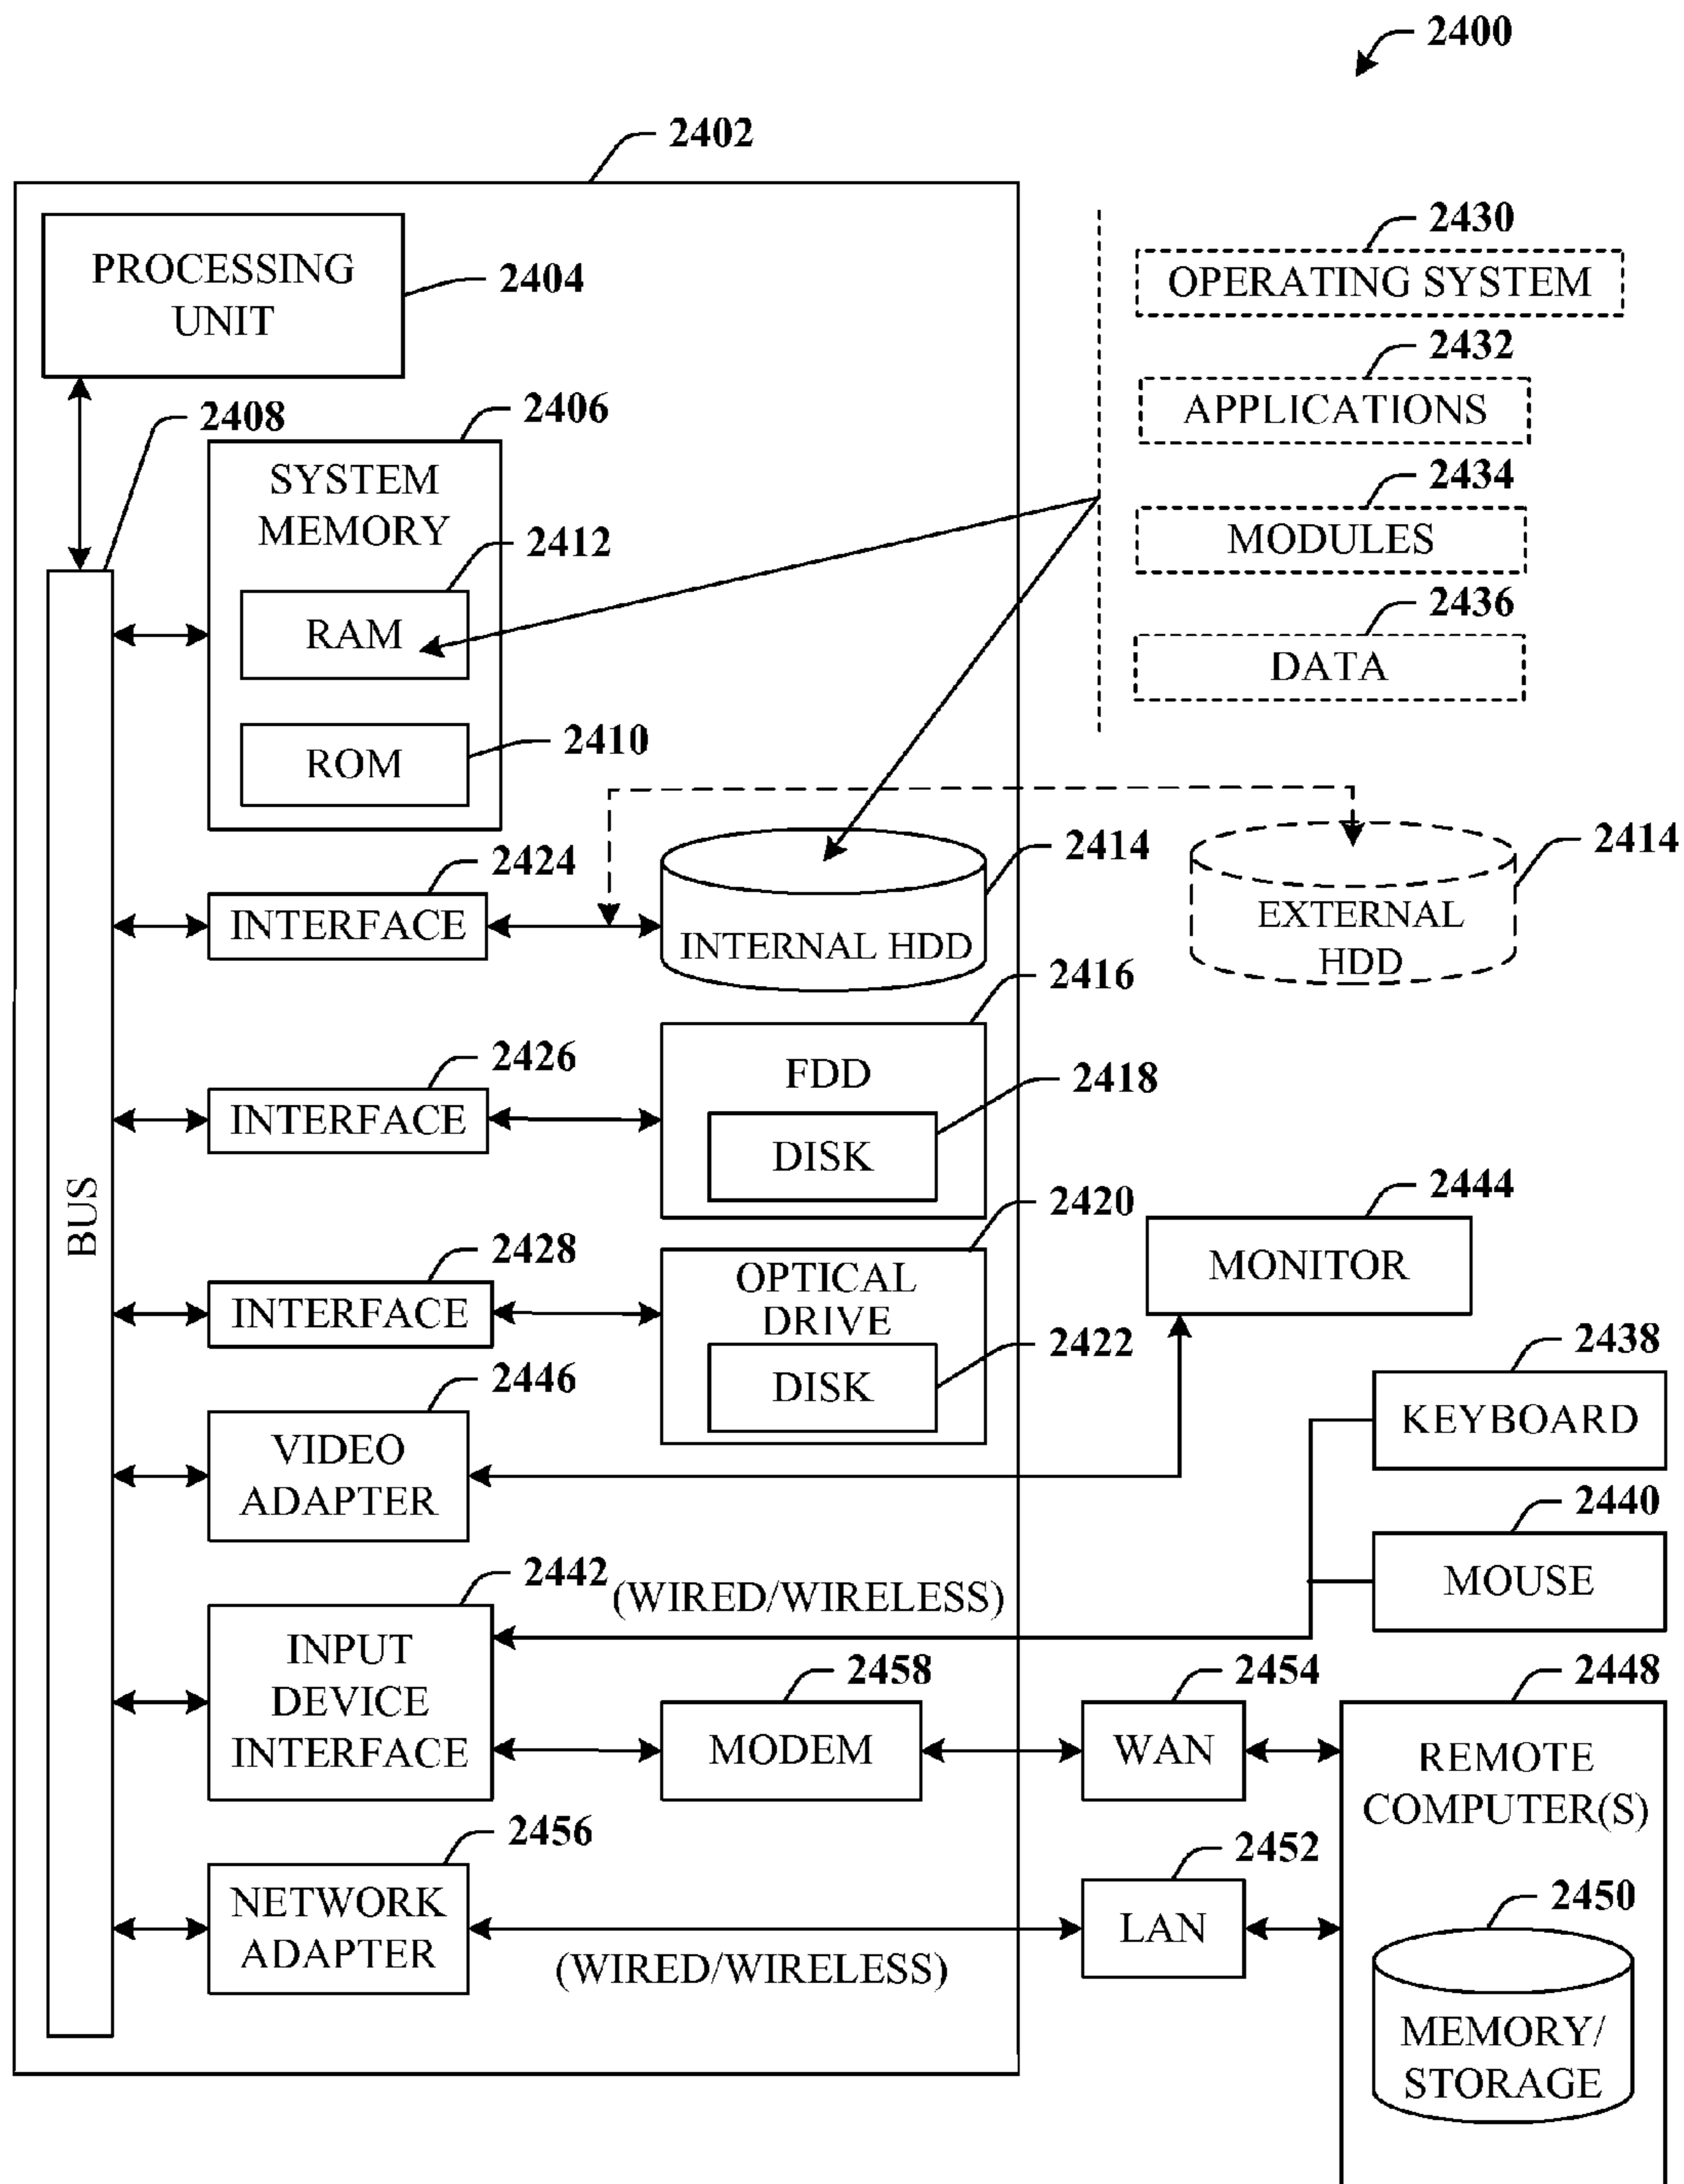 2400
2402
PROCESSING
UNIT
2404
2430
OPERATING SYSTEM
2432
APPLICATIONS
2434
MODULES
2436
DATA
2408
2406
SYSTEM
MEMORY
2412
RAM
2410
ROM
BUS
2424
INTERFACE
2414
INTERNAL HDD
2414
EXTERNAL
HDD
2426
INTERFACE
2416
FDD
2418
DISK
2428
INTERFACE
2420
OPTICAL
DRIVE
2422
DISK
2444
MONITOR
2446
VIDEO
ADAPTER
2438
KEYBOARD
2440
MOUSE
2442
(WIRED/WIRELESS)
INPUT
DEVICE
INTERFACE
2458
MODEM
2454
WAN
2448
REMOTE
COMPUTER(S)
2456
NETWORK
ADAPTER
(WIRED/WIRELESS)
2452
LAN
2450
MEMORY/
STORAGE